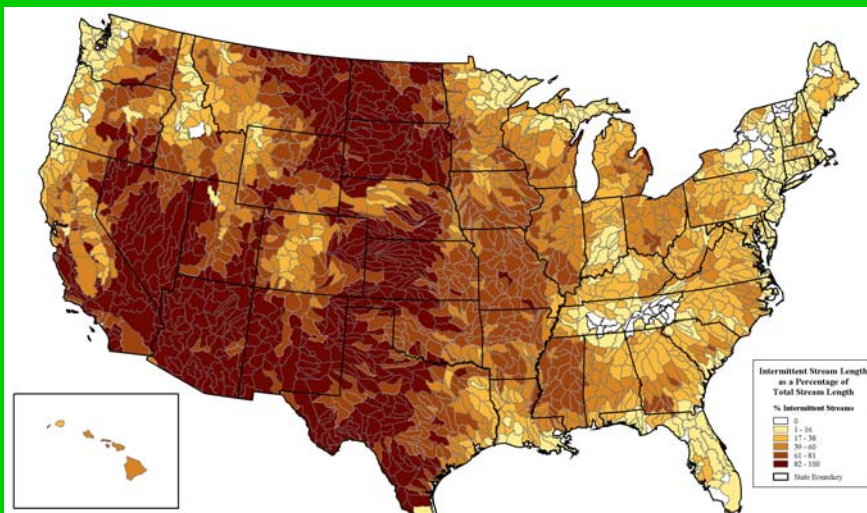 Intermittent Stream Length
as a Percentage of
Total Stream Length
% Intermittent Streams
0
1 - 16
17 - 38
39 - 60
61 - 81
82 - 100
State Boundary